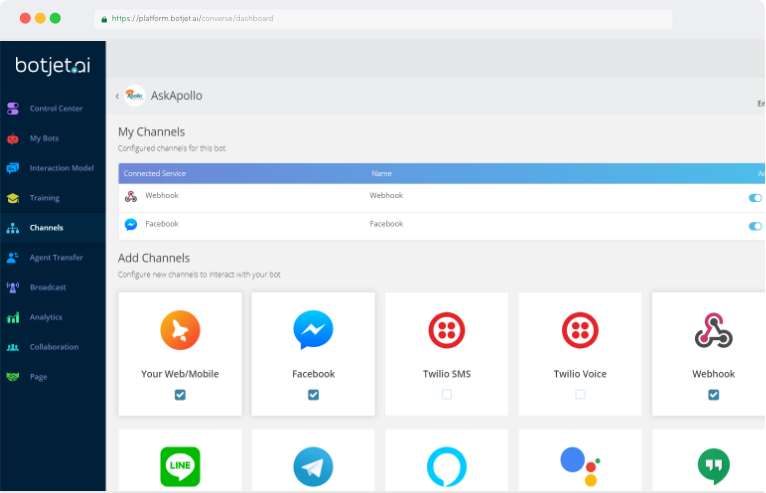 https://platform.botjet.ai/converse/dashboard
botjet.ai
AskApollo
En
Control Center
My Bots
Interaction Model
Training
Channels
Agent Transfer
Broadcast
Analytics
Collaboration
Page
My Channels
Configured channels for this bot
Connected Service Name Ac
Webhook Webhook
Facebook Facebook
Add Channels
Configure new channels to interact with your bot
Your Web/Mobile Facebook Twilio SMS Twilio Voice Webhook
LINE